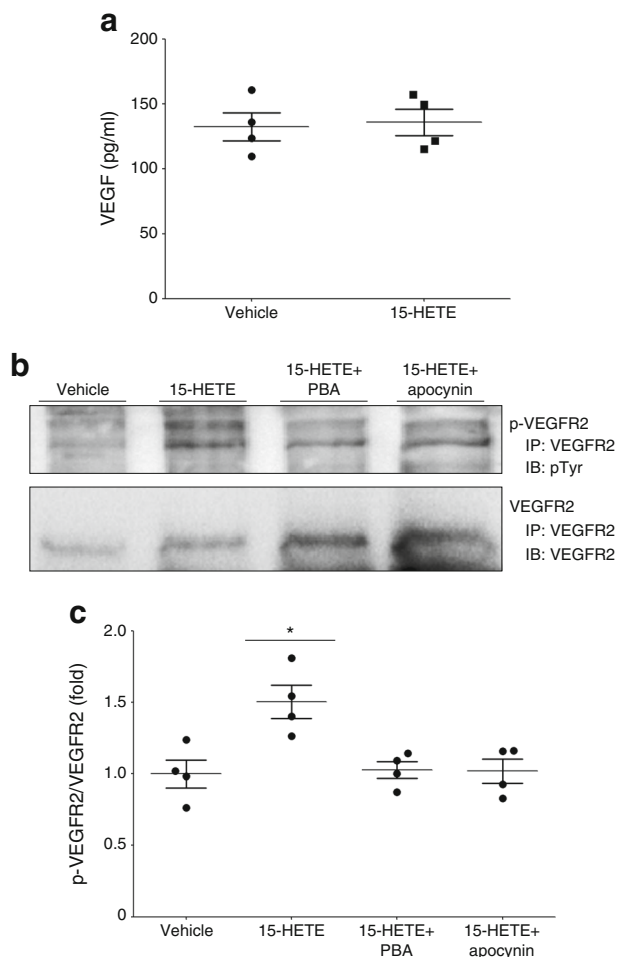 a
200
150
100
50
0
VEGF (pg/ml)
Vehicle 15-HETE
b
Vehicle 15-HETE 15-HETE+ PBA 15-HETE+ apocynin
p-VEGFR2
IP: VEGFR2
IB: pTyr
VEGFR2
IP: VEGFR2
IB: VEGFR2
c
2.0
1.5
1.0
0.5
0
p-VEGFR2/VEGFR2 (fold)
*
Vehicle 15-HETE 15-HETE+ PBA 15-HETE+ apocynin